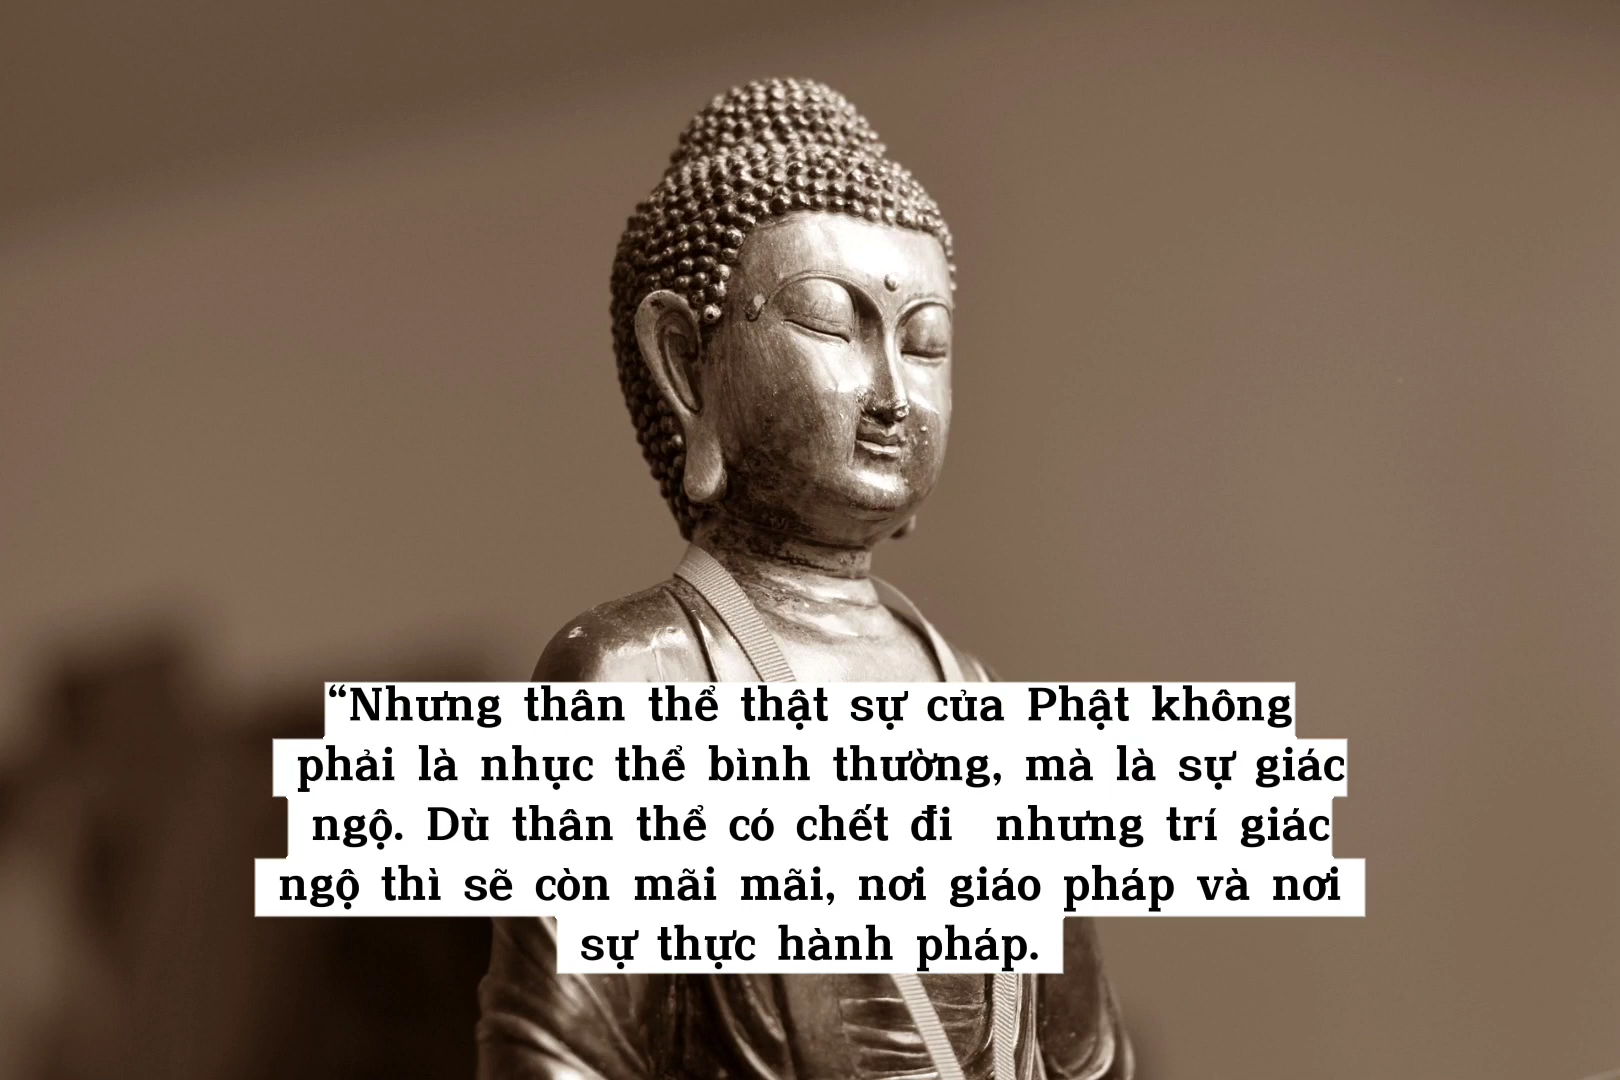 “Nhưng thân thể thật sự của Phật không
phải là nhục thể bình thường, mà là sự giác
ngộ. Dù thân thể có chết đi nhưng trí giác
ngộ thì sẽ còn mãi mãi, nơi giáo pháp và nơi
sự thực hành pháp.